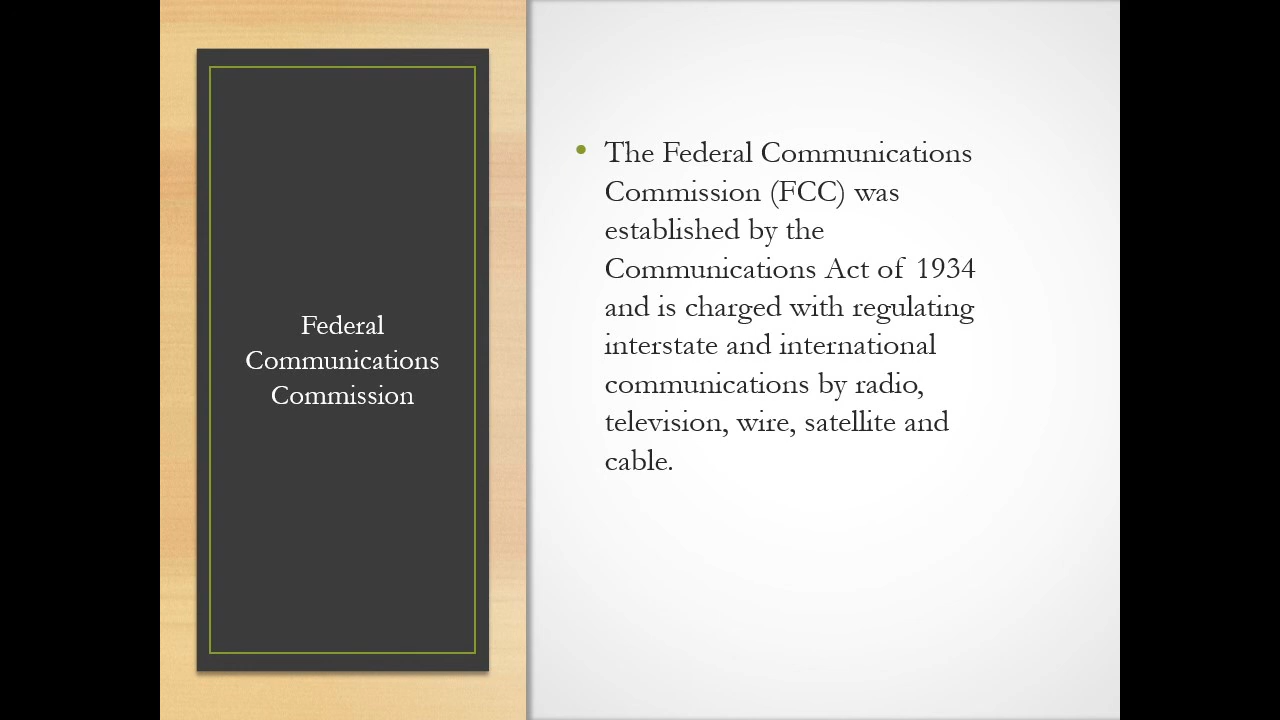 Federal
Communications
Commission
• The Federal Communications
Commission (FCC) was
established by the
Communications Act of 1934
and is charged with regulating
interstate and international
communications by radio,
television, wire, satellite and
cable.